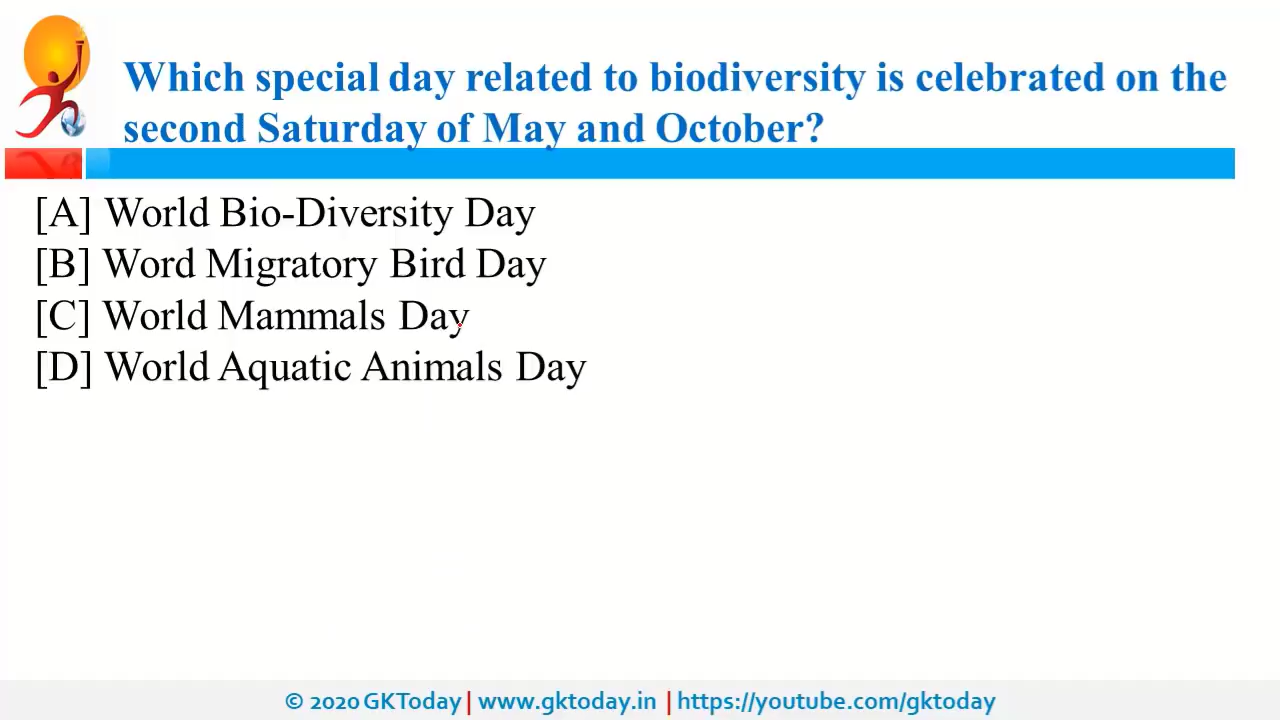 Which special day related to biodiversity is celebrated on the
second Saturday of May and October?
[A] World Bio-Diversity Day
[B] Word Migratory Bird Day
[C] World Mammals Day
[D] World Aquatic Animals Day
© 2020 GKToday | www.gktoday.in | https://youtube.com/gktoday